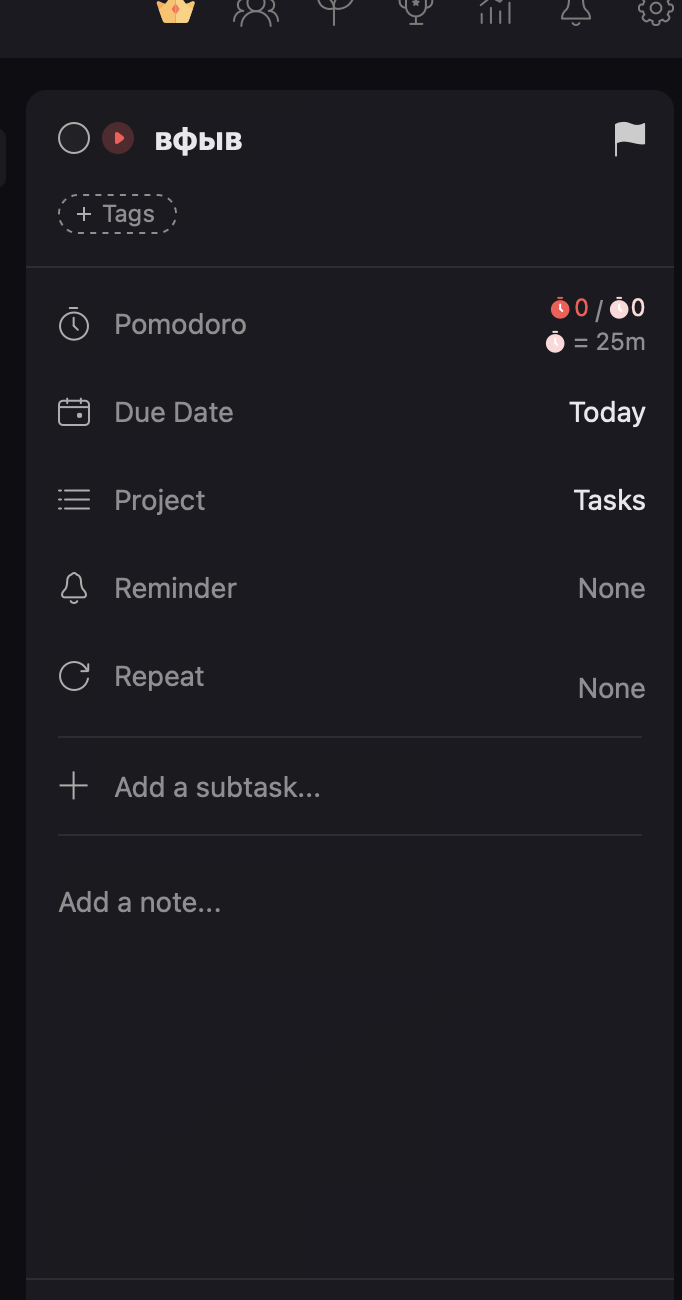 вфыв
+ Tags
Pomodoro
0 / 0
= 25m
Due Date
Today
Project
Tasks
Reminder
None
Repeat
None
Add a subtask...
Add a note...